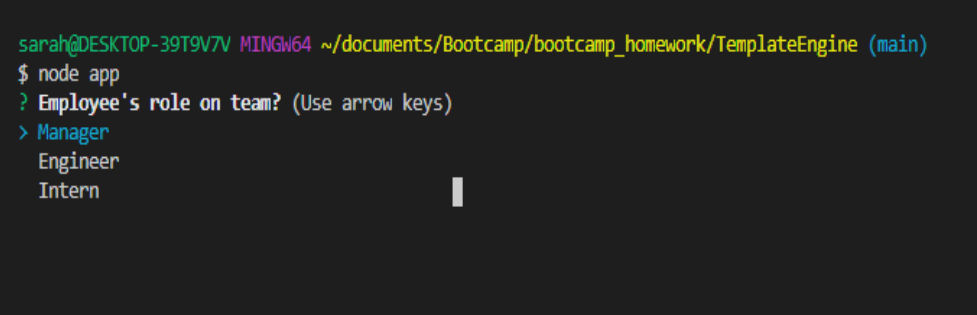 sarah@DESKTOP-39T9V7V MINGW64 ~/documents/Bootcamp/bootcamp_homework/TemplateEngine (main)
$ node app
? Employee's role on team? (Use arrow keys)
> Manager
Engineer
Intern